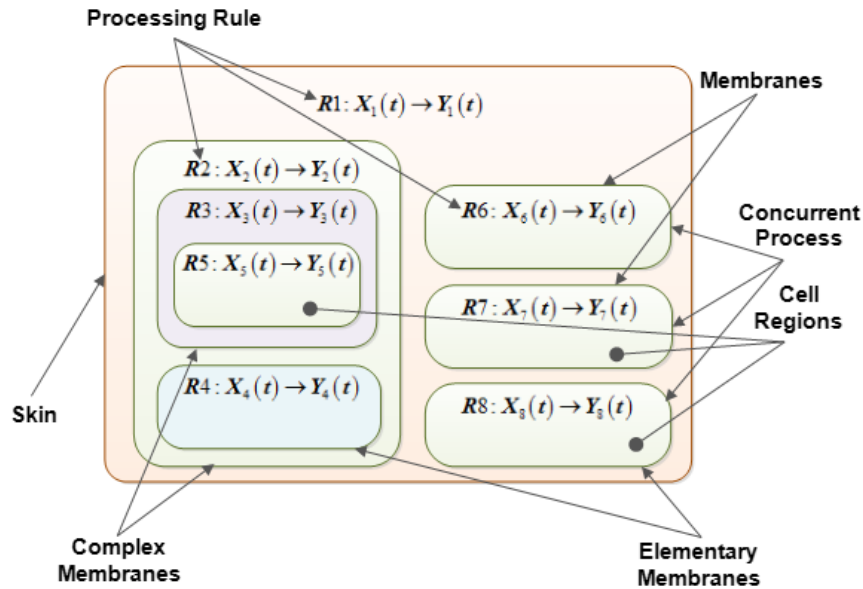 Processing Rule
R1: X₁(t) → Y₁(t)
Membranes
R2: X₂(t) → Y₂(t)
R3: X₃(t) → Y₃(t)
R6: X₆(t) → Y₆(t)
Concurrent
Process
R5: X₅(t) → Y₅(t)
Cell
Regions
R7: X₇(t) → Y₇(t)
R4: X₄(t) → Y₄(t)
R8: X₈(t) → Y₈(t)
Skin
Complex
Membranes
Elementary
Membranes